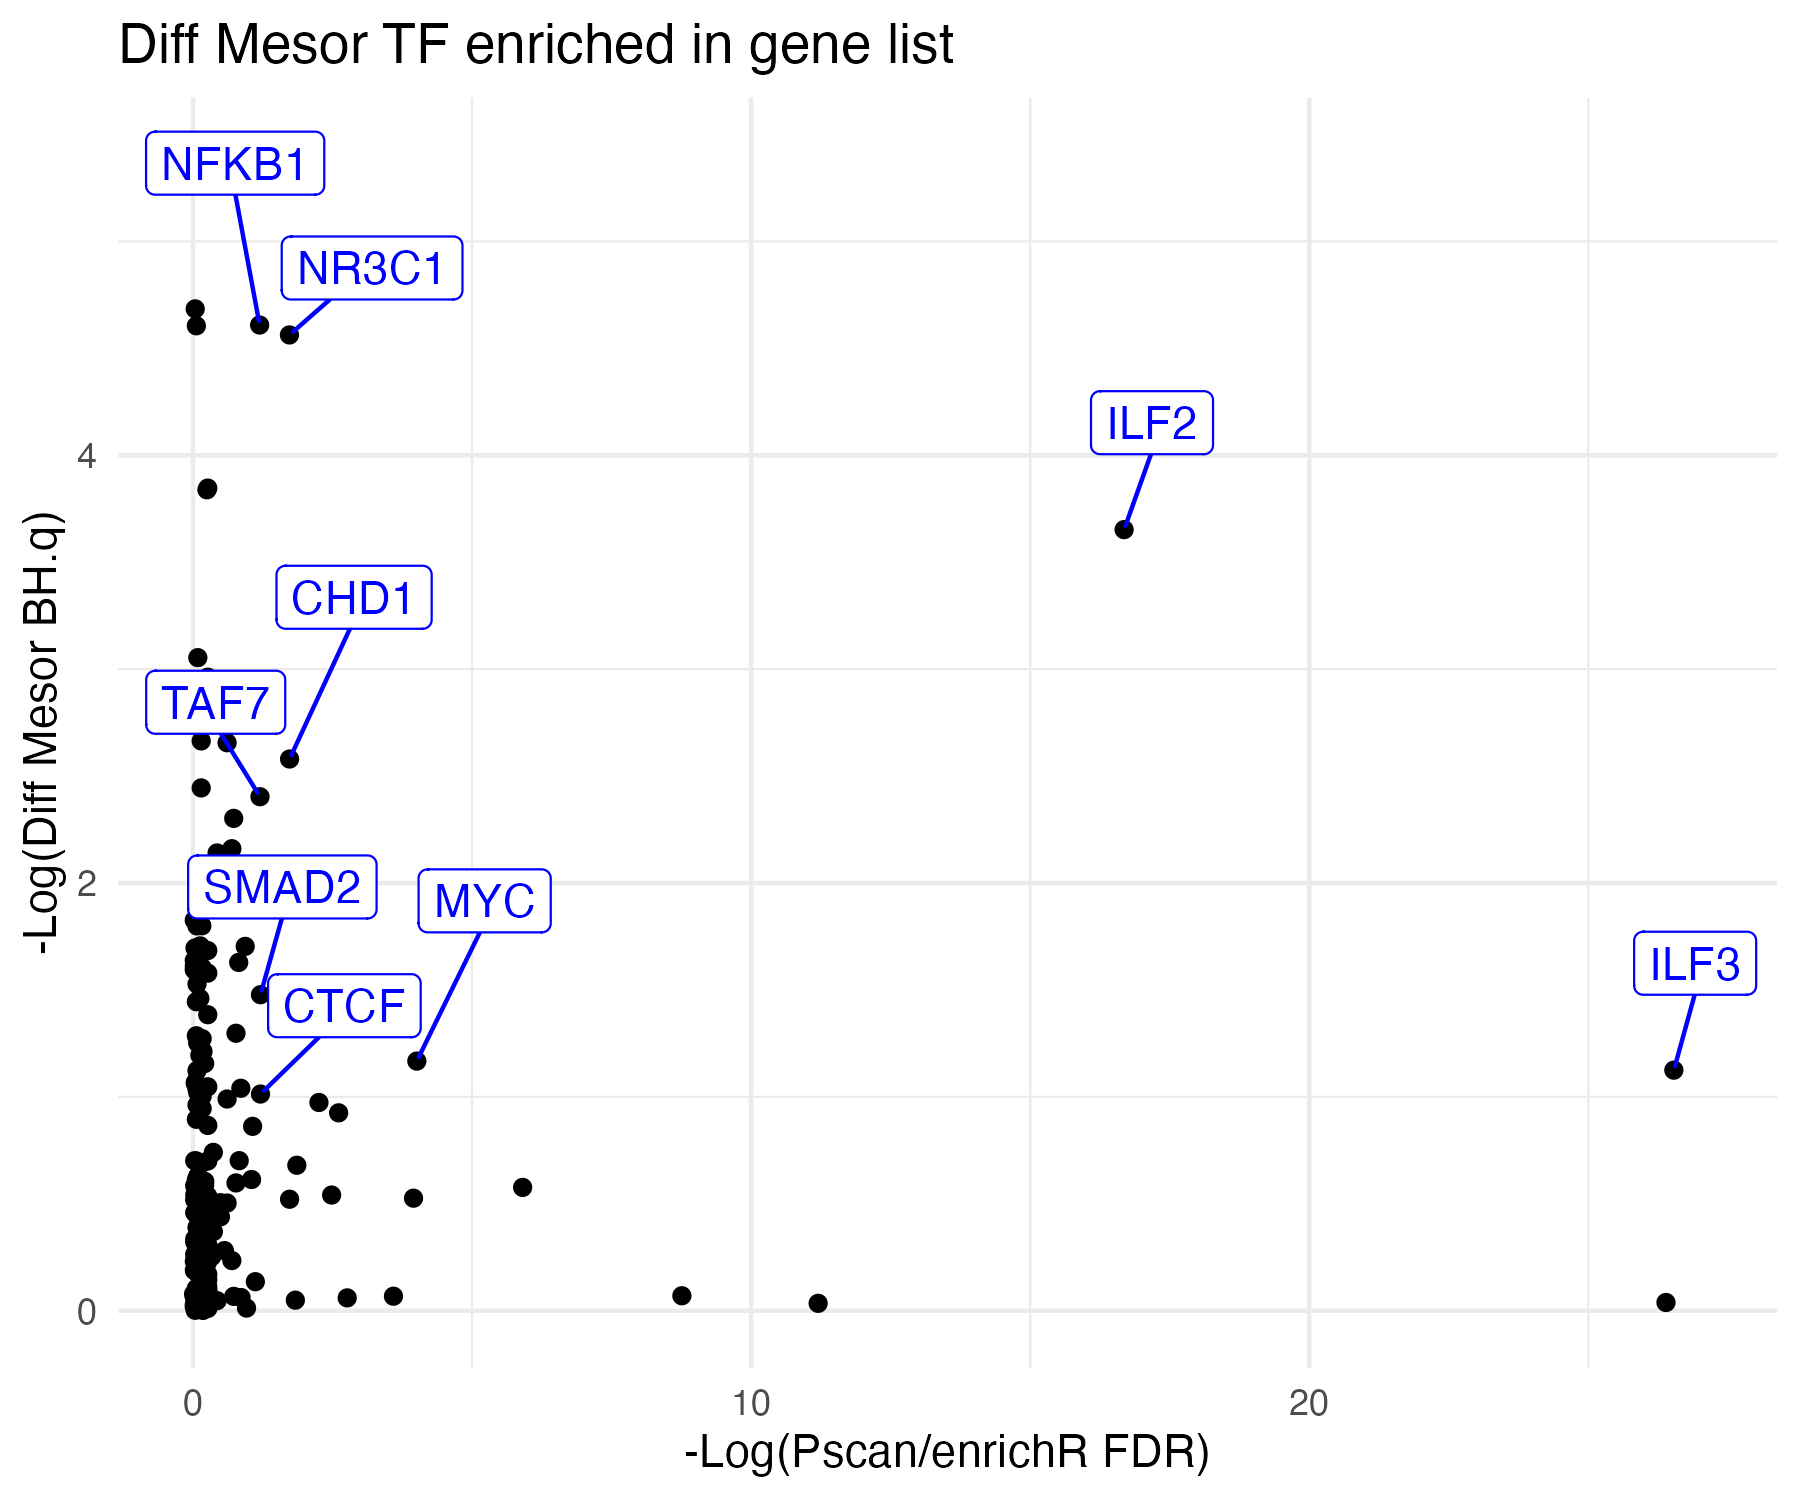 Diff Mesor TF enriched in gene list
NFKB1
NR3C1
ILF2
CHD1
TAF7
SMAD2
MYC
CTCF
ILF3
-Log(Diff Mesor BH.q)
4
2
0
0 10 20
-Log(Pscan/enrichR FDR)